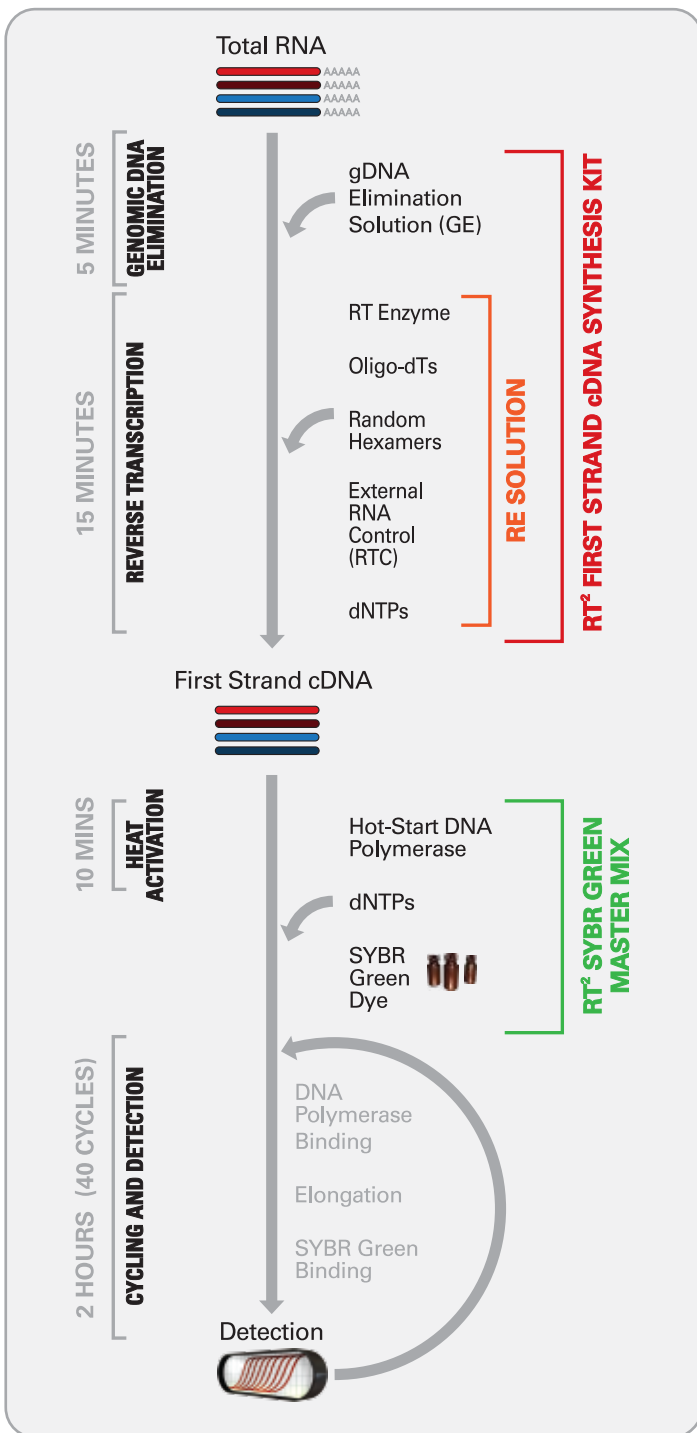 Total RNA
AAAAA
AAAAA
AAAAA
AAAAA
5 MINUTES
GENOMIC DNA
ELIMINATION
gDNA
Elimination
Solution (GE)
15 MINUTES
REVERSE TRANSCRIPTION
RT Enzyme
Oligo-dTs
Random
Hexamers
External
RNA
Control
(RTC)
dNTPs
RE SOLUTION
RT² FIRST STRAND cDNA SYNTHESIS KIT
First Strand cDNA
10 MINS
HEAT
ACTIVATION
Hot-Start DNA
Polymerase
dNTPs
SYBR
Green
Dye
RT² SYBR GREEN
MASTER MIX
2 HOURS (40 CYCLES)
CYCLING AND DETECTION
DNA
Polymerase
Binding
Elongation
SYBR Green
Binding
Detection